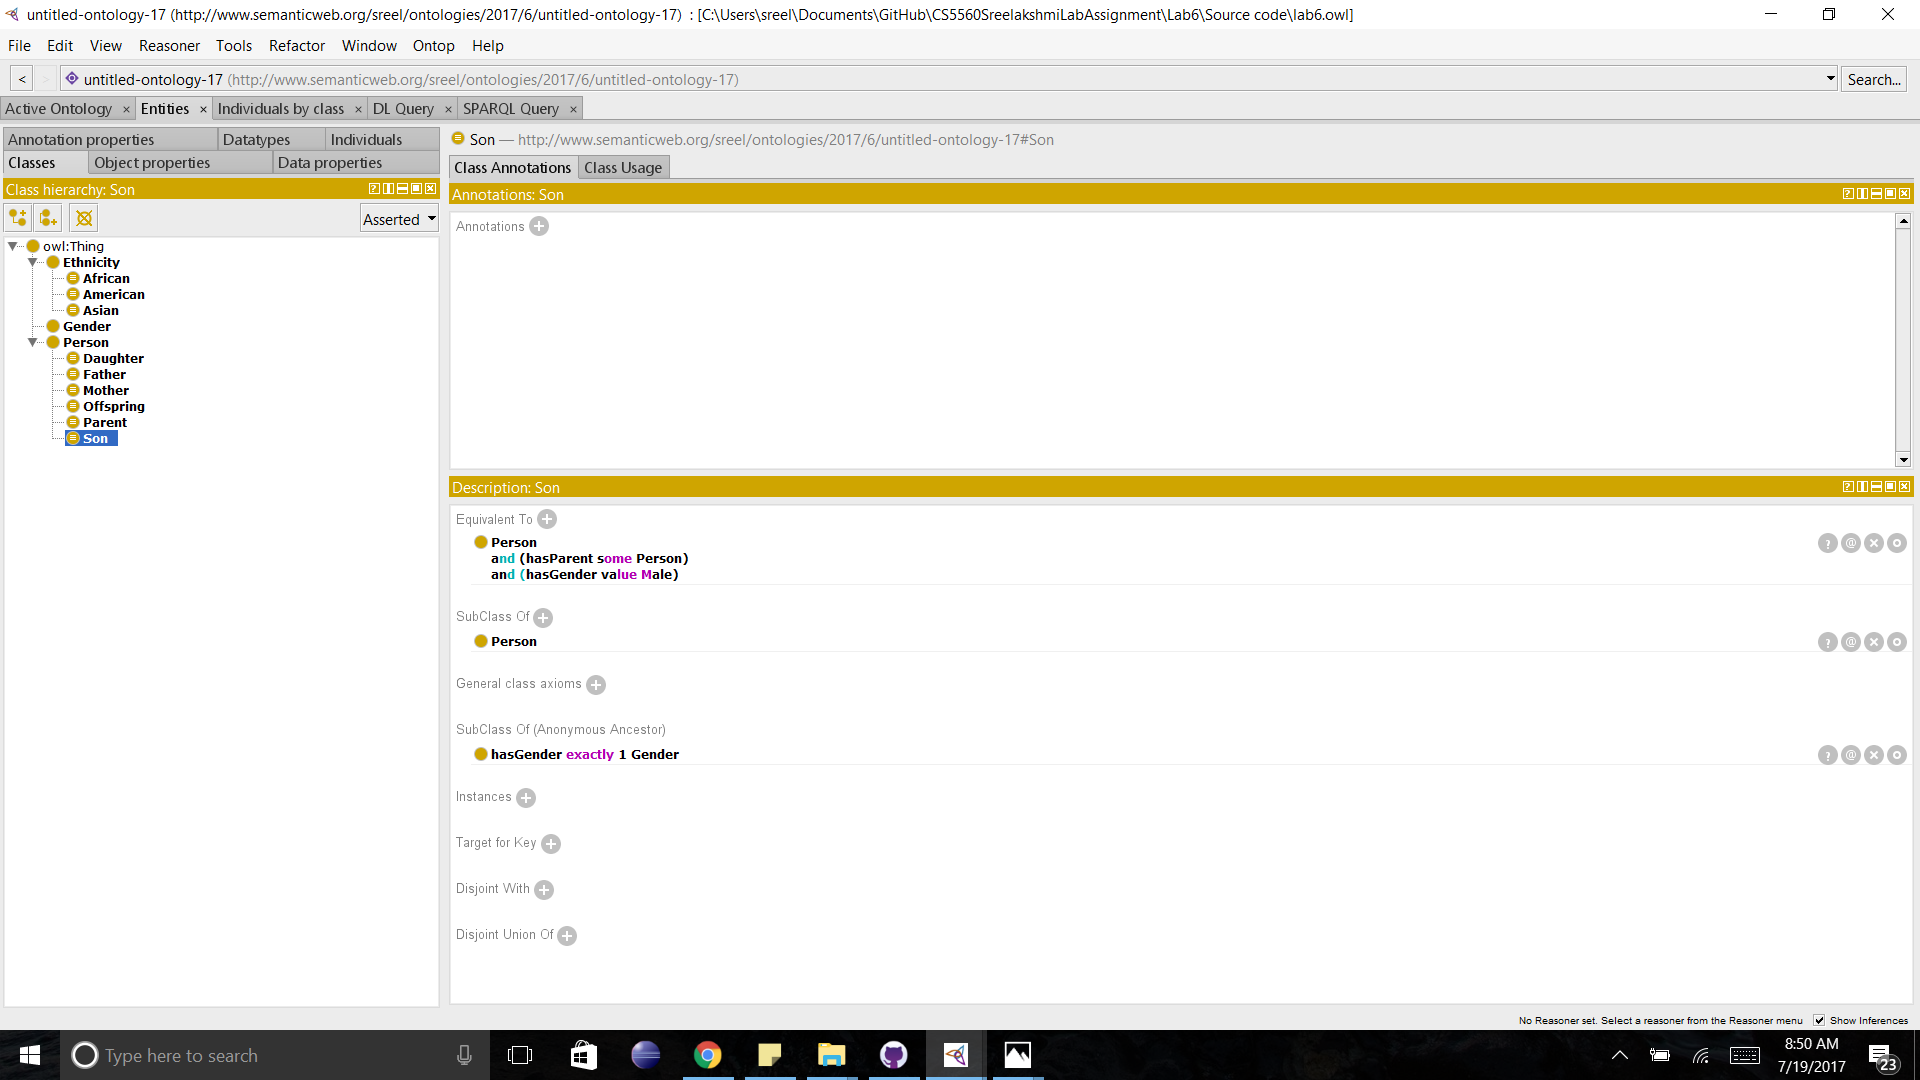 untitled-ontology-17 (http://www.semanticweb.org/sreel/ontologies/2017/6/untitled-ontology-17) : [C:\Users\sreel\Documents\GitHub\CS5560SreelakshmiLabAssignment\Lab6\Source code\lab6.owl]
File Edit View Reasoner Tools Refactor Window Ontop Help
< > untitled-ontology-17 (http://www.semanticweb.org/sreel/ontologies/2017/6/untitled-ontology-17) Search...
Active Ontology × Entities × Individuals by class × DL Query × SPARQL Query ×
Annotation properties Datatypes Individuals
Classes Object properties Data properties
Class hierarchy: Son
Asserted
owl:Thing
Ethnicity
African
American
Asian
Gender
Person
Daughter
Father
Mother
Offspring
Parent
Son
Son — http://www.semanticweb.org/sreel/ontologies/2017/6/untitled-ontology-17#Son
Class Annotations Class Usage
Annotations: Son
Annotations
Description: Son
Equivalent To
Person
and (hasParent some Person)
and (hasGender value Male)
SubClass Of
Person
General class axioms
SubClass Of (Anonymous Ancestor)
hasGender exactly 1 Gender
Instances
Target for Key
Disjoint With
Disjoint Union Of
No Reasoner set. Select a reasoner from the Reasoner menu Show Inferences
Type here to search
8:50 AM
7/19/2017
23